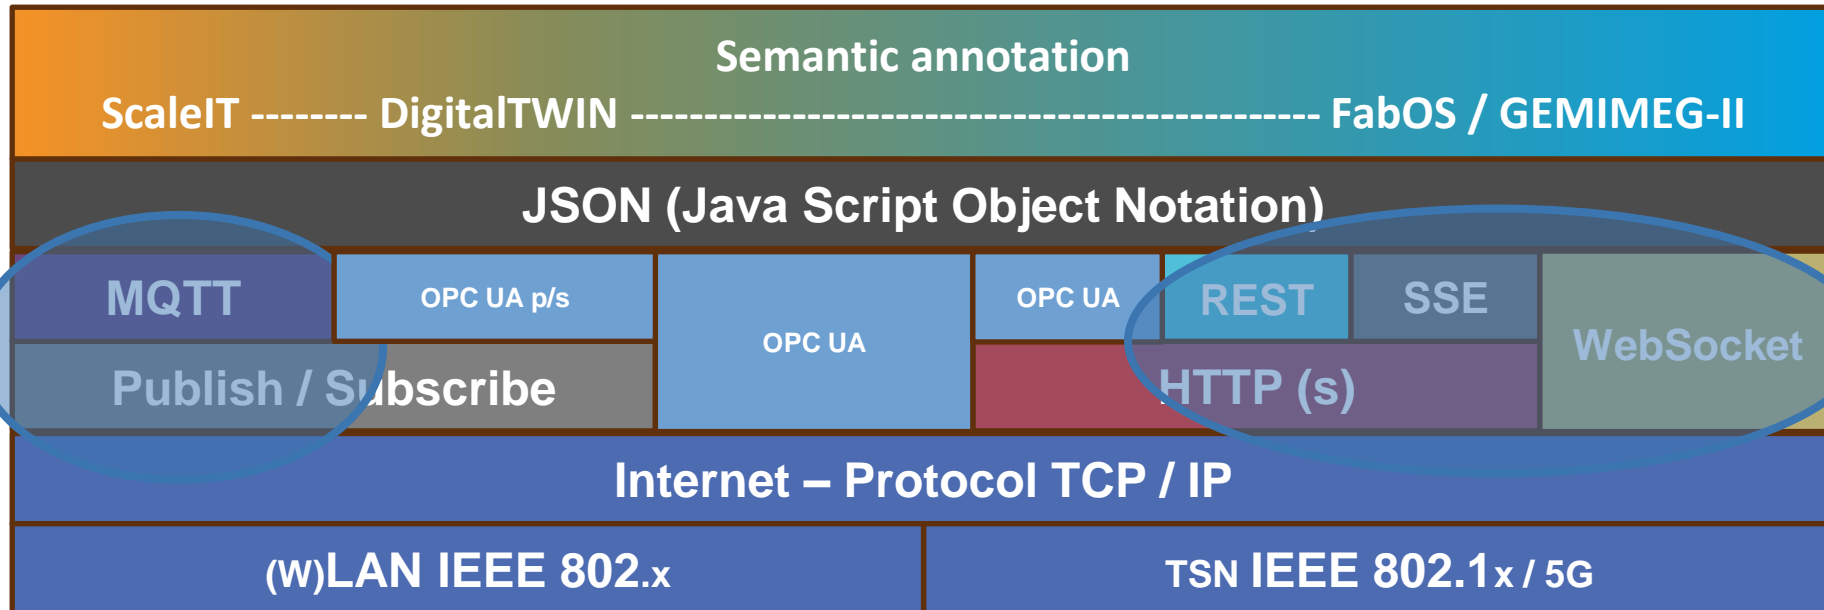 Semantic annotation
ScaleIT -------- DigitalTWIN ----------------------------------------------- FabOS / GEMIMEG-II
JSON (Java Script Object Notation)
MQTT
OPC UA p/s
OPC UA
OPC UA
REST
SSE
WebSocket
Publish / Subscribe
HTTP (s)
Internet – Protocol TCP / IP
(W)LAN IEEE 802.x
TSN IEEE 802.1x / 5G